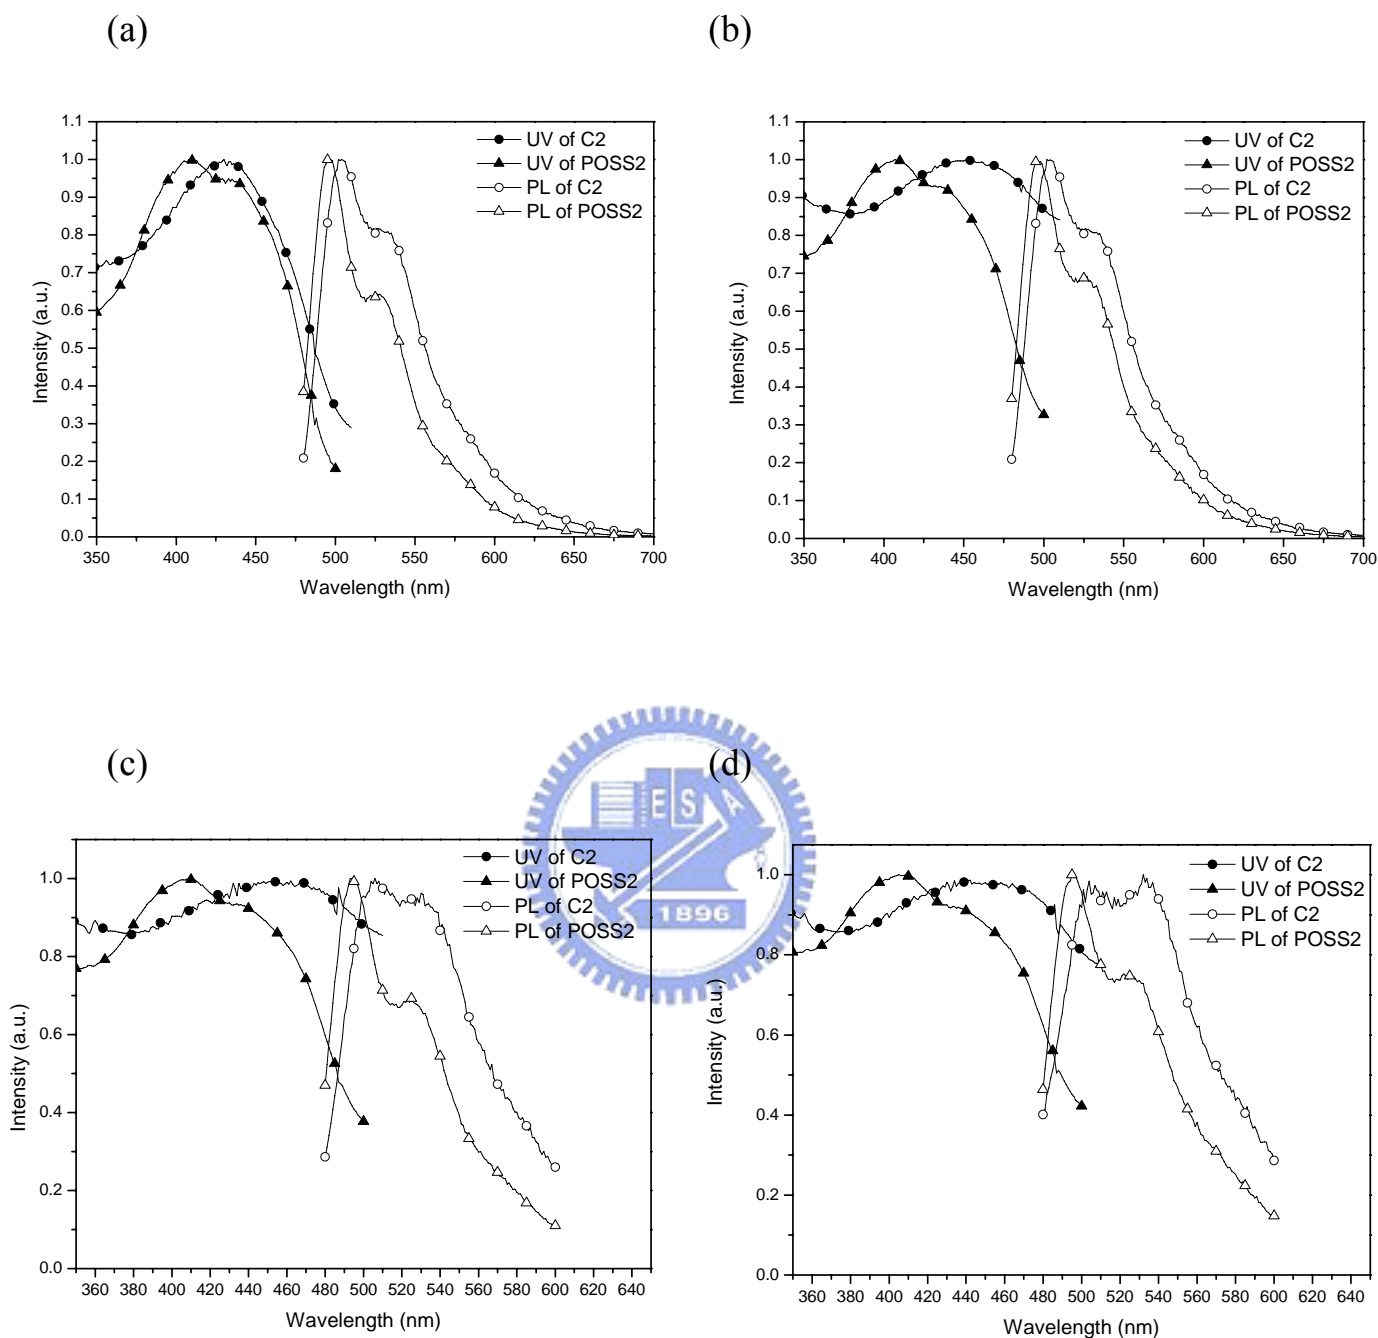 (a)
(b)
1.1
1.0
0.9
0.8
0.7
0.6
0.5
0.4
0.3
0.2
0.1
0.0
350 400 450 500 550 600 650 700
Intensity (a.u.)
Wavelength (nm)
UV of C2
UV of POSS2
PL of C2
PL of POSS2
1.1
1.0
0.9
0.8
0.7
0.6
0.5
0.4
0.3
0.2
0.1
0.0
350 400 450 500 550 600 650 700
Intensity (a.u.)
Wavelength (nm)
UV of C2
UV of POSS2
PL of C2
PL of POSS2
(c)
(d)
1.0
0.8
0.6
0.4
0.2
0.0
360 380 400 420 440 460 480 500 520 540 560 580 600 620 640
Intensity (a.u.)
Wavelength (nm)
UV of C2
UV of POSS2
PL of C2
PL of POSS2
1.0
0.8
0.6
0.4
0.2
0.0
360 380 400 420 440 460 480 500 520 540 560 580 600 620 640
Intensity (a.u.)
Wavelength (nm)
UV of C2
UV of POSS2
PL of C2
PL of POSS2
E S A
1896